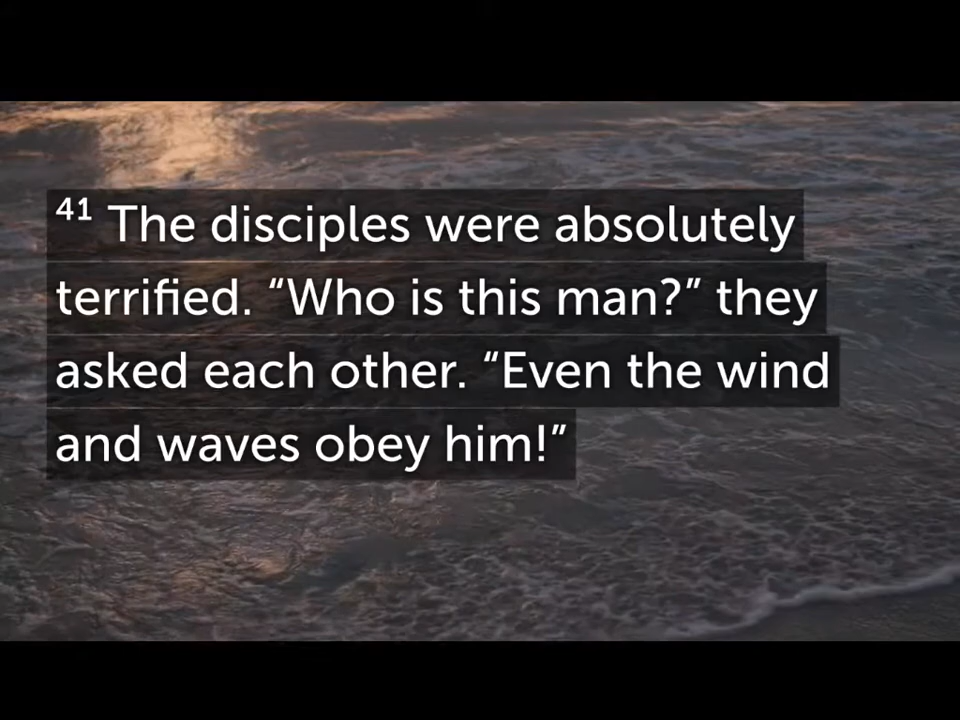 41 The disciples were absolutely
terrified. “Who is this man?” they
asked each other. “Even the wind
and waves obey him!”